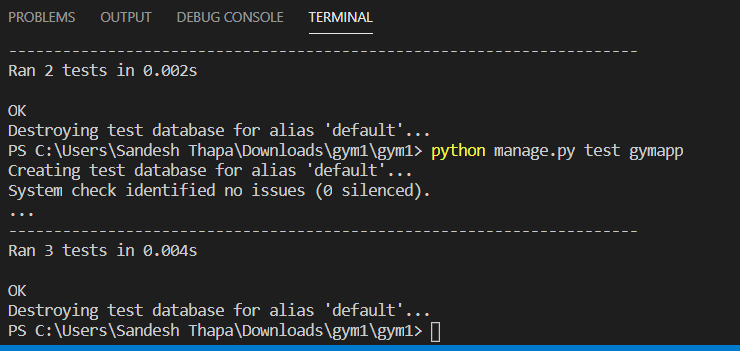 PROBLEMS OUTPUT DEBUG CONSOLE TERMINAL
----------------------------------------------------------------------
Ran 2 tests in 0.002s
OK
Destroying test database for alias 'default'...
PS C:\Users\Sandesh Thapa\Downloads\gym1\gym1> python manage.py test gymapp
Creating test database for alias 'default'...
System check identified no issues (0 silenced).
...
----------------------------------------------------------------------
Ran 3 tests in 0.004s
OK
Destroying test database for alias 'default'...
PS C:\Users\Sandesh Thapa\Downloads\gym1\gym1>